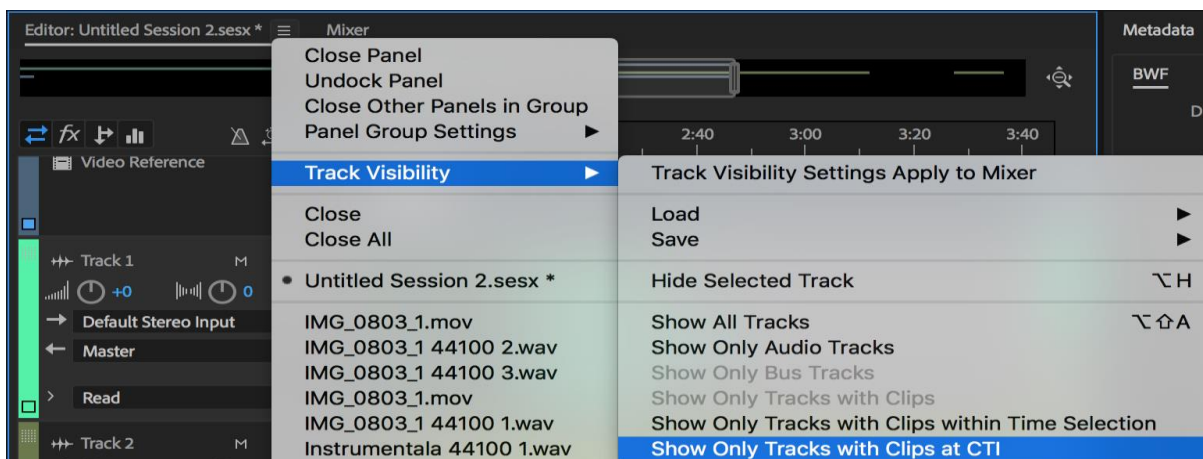 Editor: Untitled Session 2.sesx * ≡ Mixer
Metadata
BWF
D
2:40 3:00 3:20 3:40
fx
Video Reference
Track 1 M
+0 0
Default Stereo Input
Master
Read
Track 2 M
Close Panel
Undock Panel
Close Other Panels in Group
Panel Group Settings
Track Visibility
Close
Close All
Untitled Session 2.sesx *
IMG_0803_1.mov
IMG_0803_1 44100 2.wav
IMG_0803_1 44100 3.wav
IMG_0803_1.mov
IMG_0803_1 44100 1.wav
Instrumentala 44100 1.wav
Track Visibility Settings Apply to Mixer
Load
Save
Hide Selected Track ⌥H
Show All Tracks ⌥⇧A
Show Only Audio Tracks
Show Only Bus Tracks
Show Only Tracks with Clips
Show Only Tracks with Clips within Time Selection
Show Only Tracks with Clips at CTI